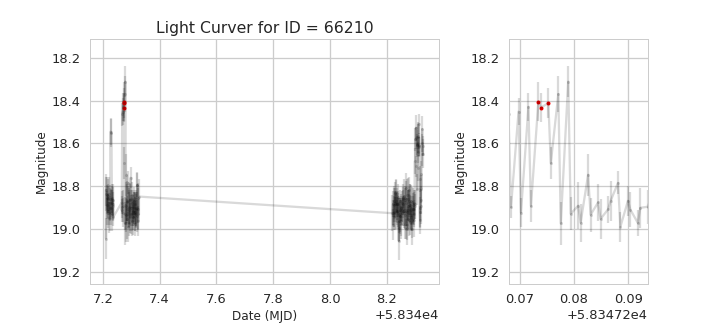 Light Curver for ID = 66210
Magnitude
18.2
18.4
18.6
18.8
19.0
19.2
7.2 7.4 7.6 7.8 8.0 8.2
Date (MJD)
+5.834e4
Magnitude
18.2
18.4
18.6
18.8
19.0
19.2
0.07 0.08 0.09
+5.83472e4